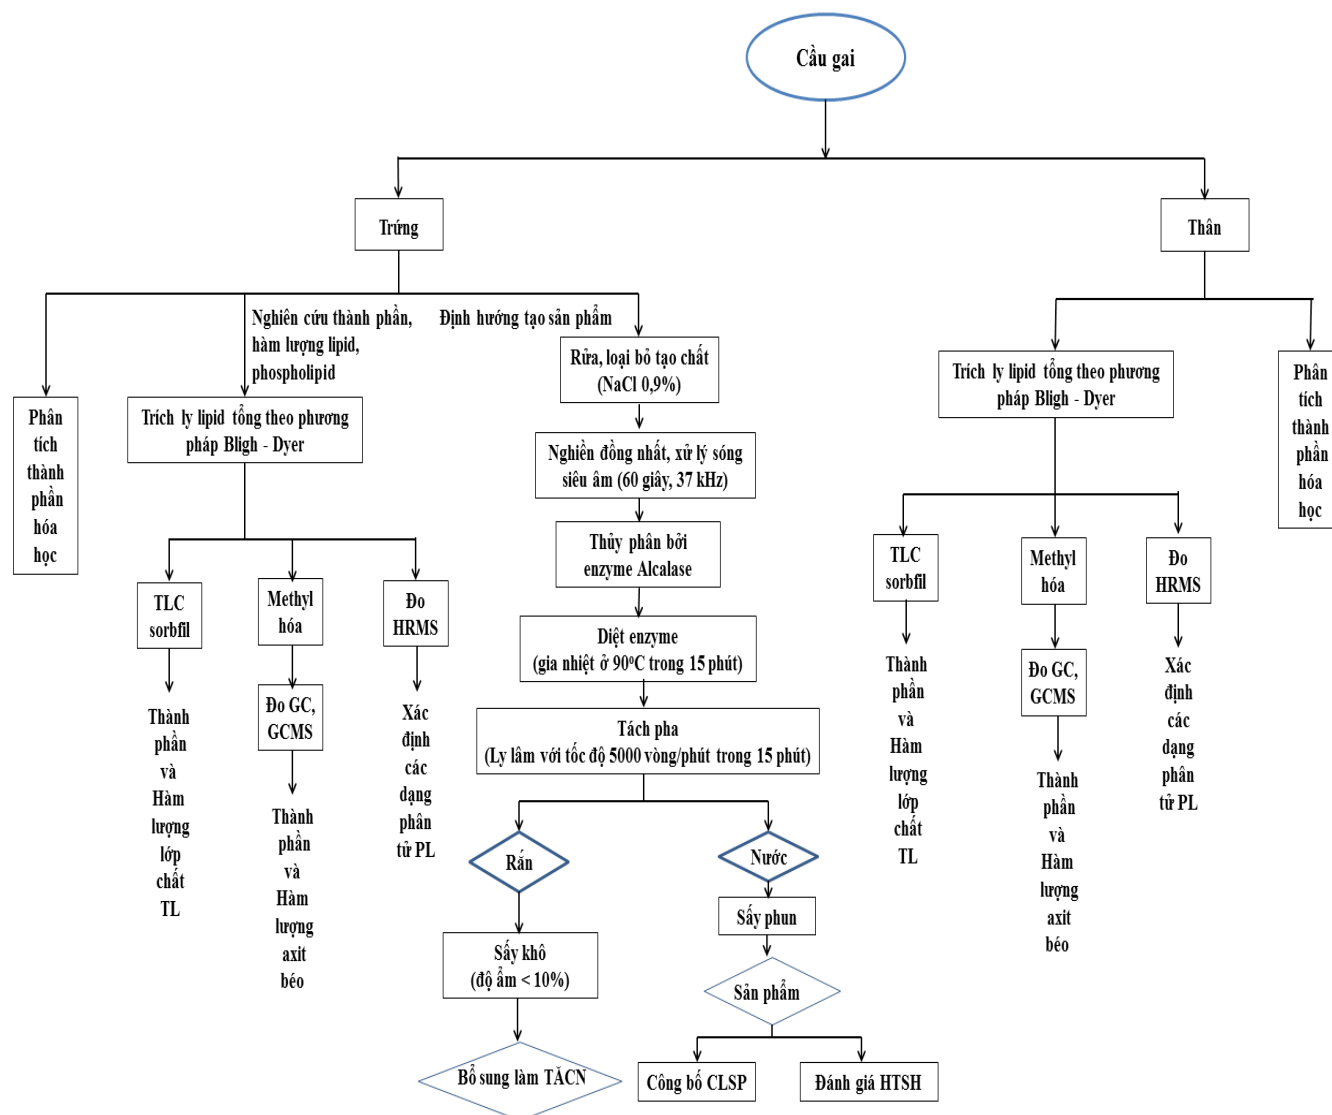 Cầu gai
Trứng
Thân
Nghiên cứu thành phần,
hàm lượng lipid,
phospholipid
Định hướng tạo sản phẩm
Phân
tích
thành
phần
hóa
học
Trích ly lipid tổng theo phương
pháp Bligh - Dyer
TLC
sorbfil
Thành
phần
và
Hàm
lượng
lớp
chất
TL
Methyl
hóa
Đo GC,
GCMS
Thành
phần
và
Hàm
lượng
axit
béo
Đo
HRMS
Xác
định
các
dạng
phân
tử PL
Rửa, loại bỏ tạo chất
(NaCl 0,9%)
Nghiền đồng nhất, xử lý sóng
siêu âm (60 giây, 37 kHz)
Thủy phân bởi
enzyme Alcalase
Diệt enzyme
(gia nhiệt ở 90ºC trong 15 phút)
Tách pha
(Ly lâm với tốc độ 5000 vòng/phút trong 15 phút)
Rắn
Nước
Sấy khô
(độ ẩm < 10%)
Bổ sung làm TĂCN
Sấy phun
Sản phẩm
Công bố CLSP
Đánh giá HTSH
Trích ly lipid tổng theo phương
pháp Bligh - Dyer
Phân
tích
thành
phần
hóa
học
TLC
sorbfil
Thành
phần
và
Hàm
lượng
lớp
chất
TL
Methyl
hóa
Đo GC,
GCMS
Thành
phần
và
Hàm
lượng
axit
béo
Đo
HRMS
Xác
định
các
dạng
phân
tử PL